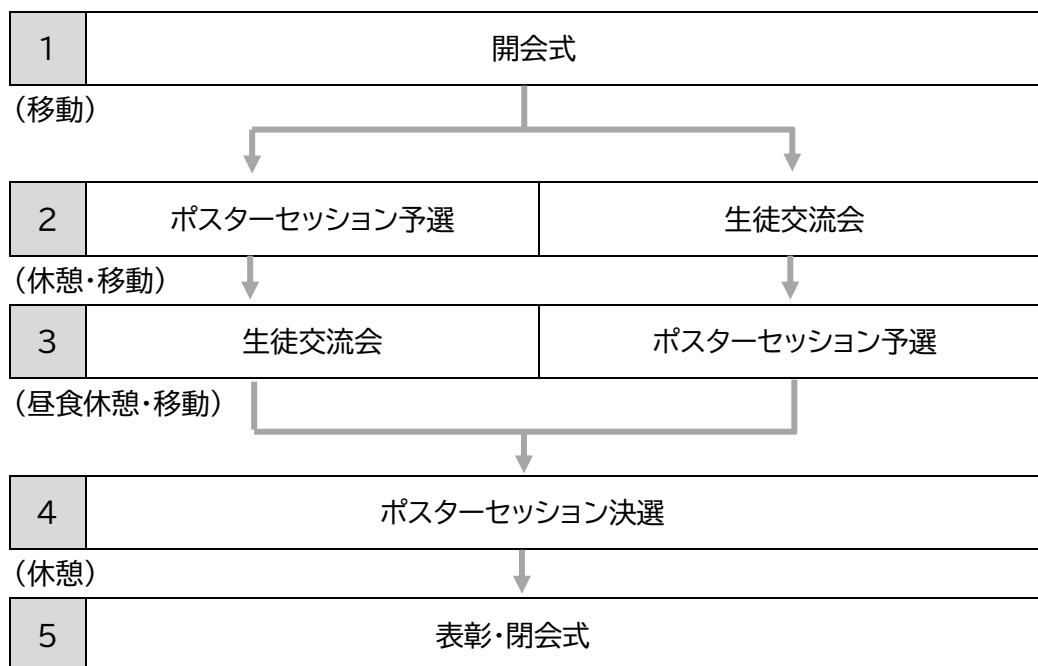 1 開会式
(移動)
2 ポスターセッション予選 生徒交流会
(休憩・移動)
3 生徒交流会 ポスターセッション予選
(昼食休憩・移動)
4 ポスターセッション決選
(休憩)
5 表彰・閉会式